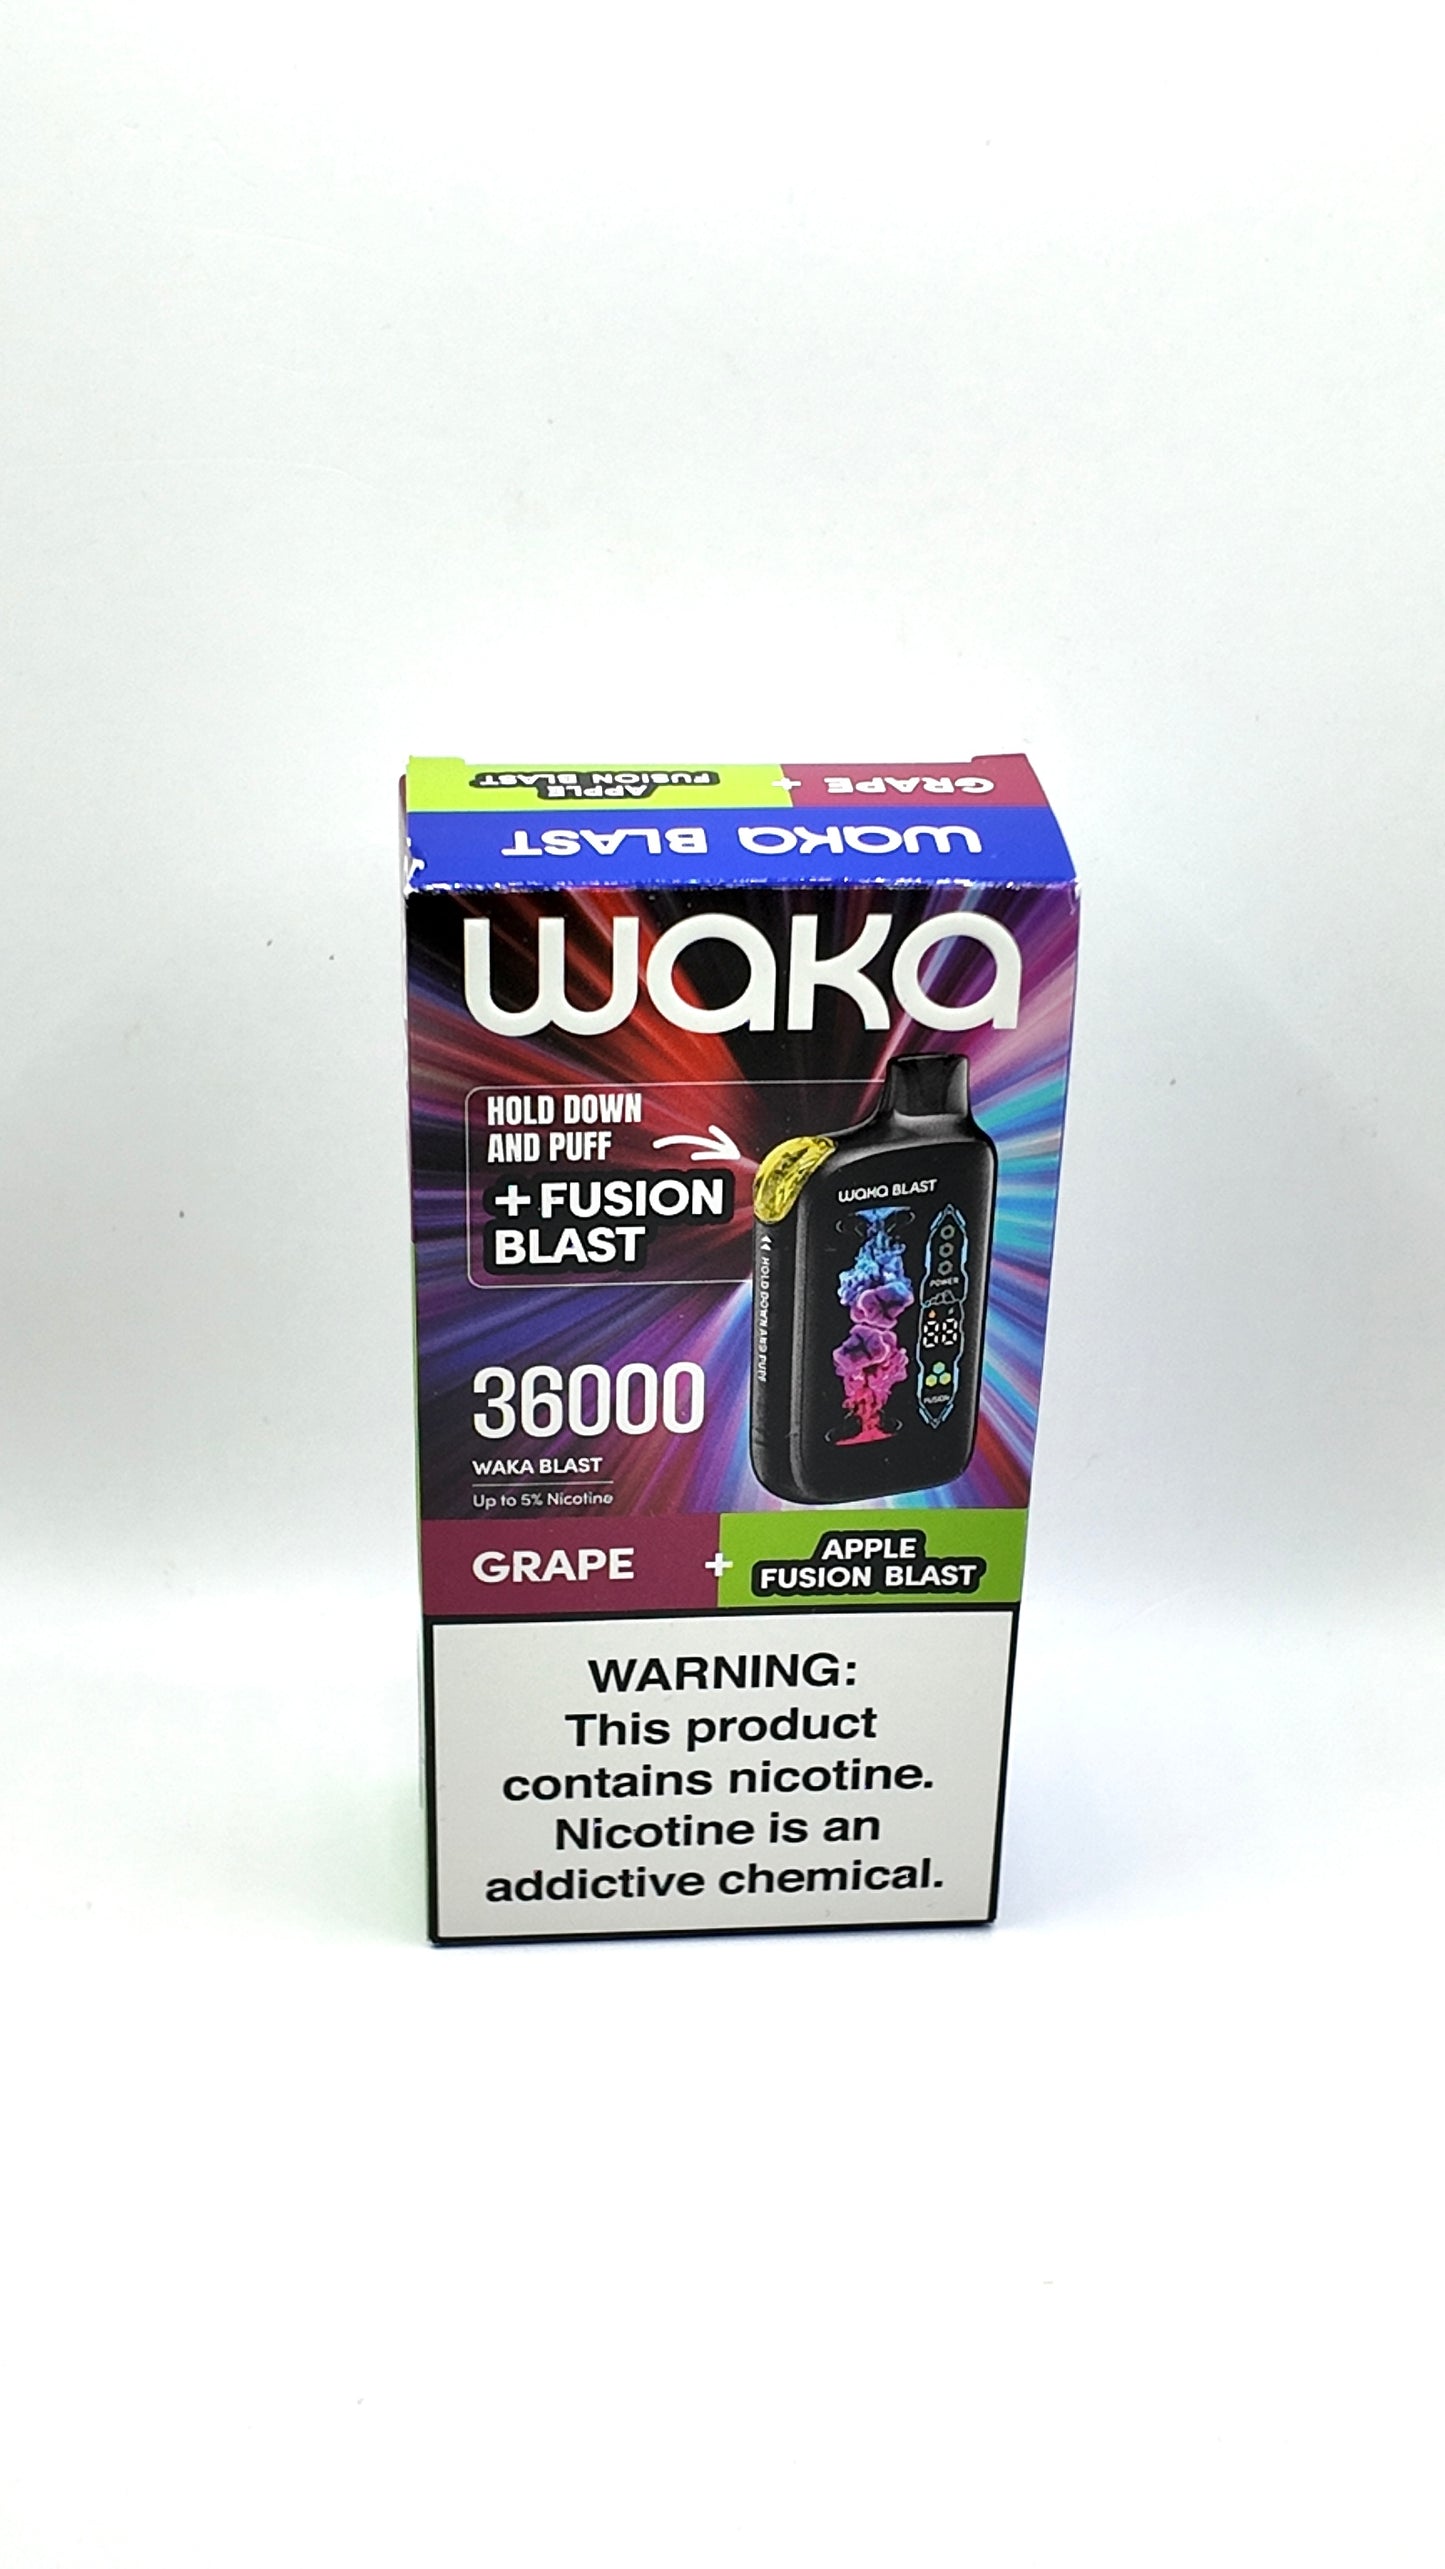 GRAPE + APPLE
FUSION BLAST
waka BLAST
waka
HOLD DOWN
AND PUFF
+FUSION
BLAST
WAKA BLAST
HOLD DOWN AND PUFF
POWER
88
FUSION
36000
WAKA BLAST
Up to 5% Nicotine
GRAPE + APPLE
FUSION BLAST
WARNING:
This product
contains nicotine.
Nicotine is an
addictive chemical.